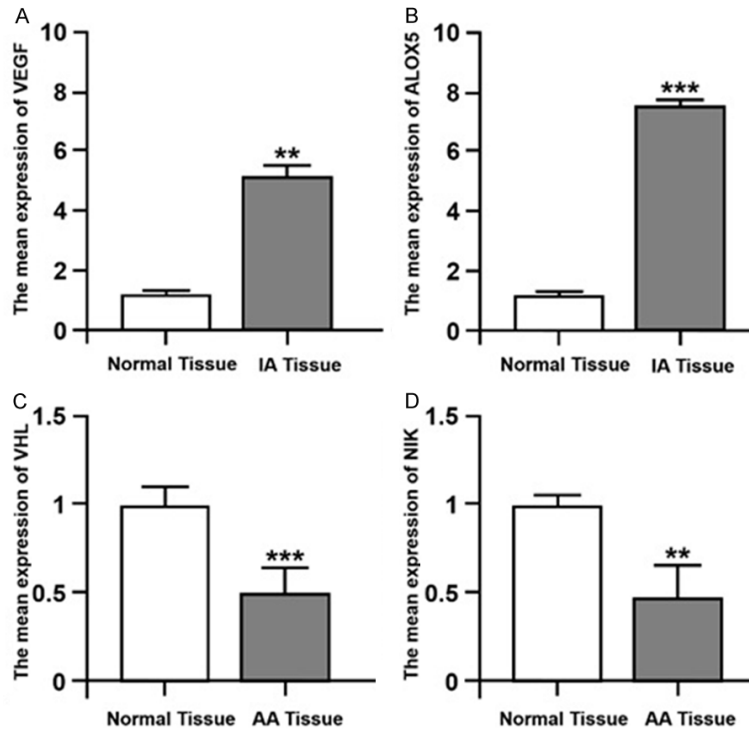 A
The mean expression of VEGF
10
8
6
4
2
0
**
Normal Tissue
IA Tissue
B
The mean expression of ALOX5
10
8
6
4
2
0
***
Normal Tissue
IA Tissue
C
The mean expression of VHL
1.5
1
0.5
0
***
Normal Tissue
AA Tissue
D
The mean expression of NIK
1.5
1
0.5
0
**
Normal Tissue
AA Tissue